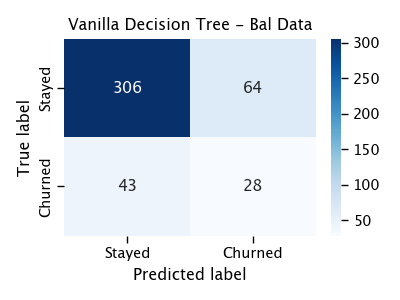 Vanilla Decision Tree - Bal Data
True label
Stayed
306
64
Churned
43
28
Stayed
Churned
Predicted label
300
250
200
150
100
50